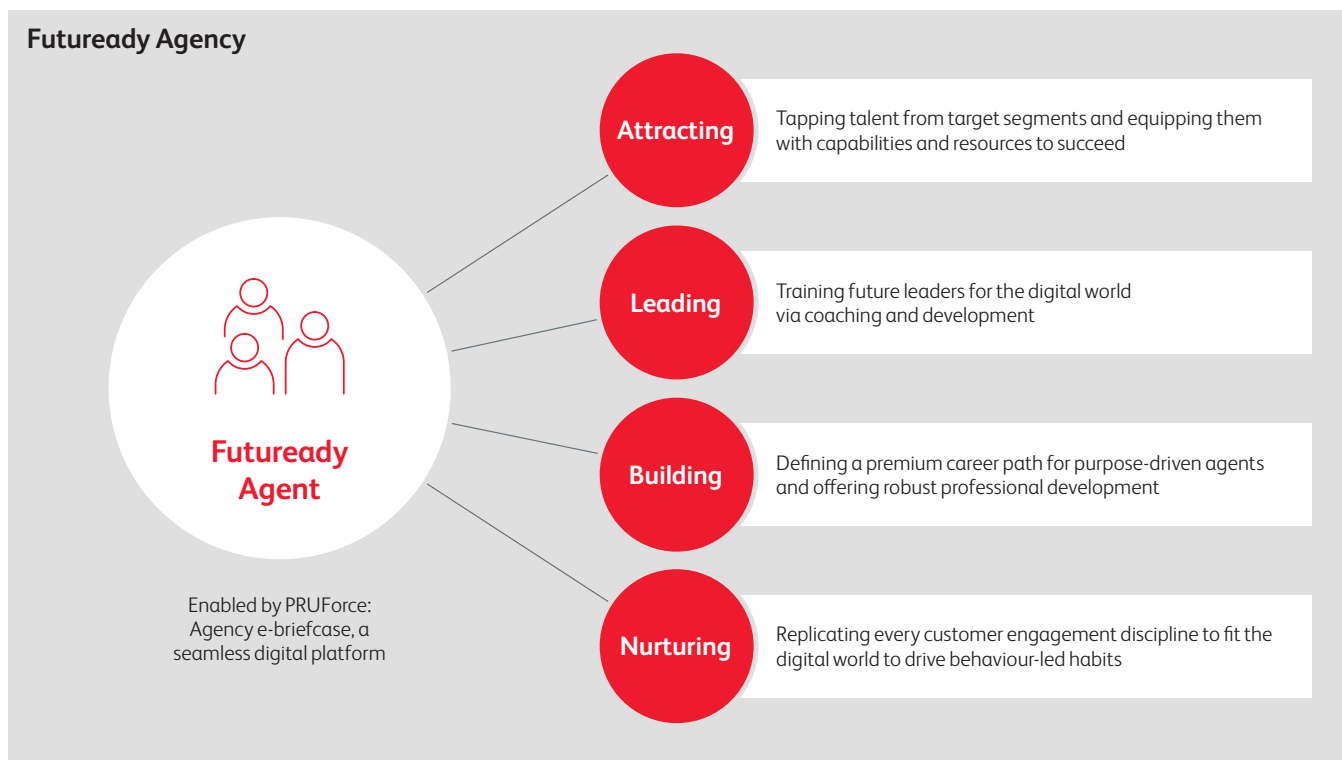 Futuready Agency
Attracting
Tapping talent from target segments and equipping them
with capabilities and resources to succeed
Leading
Training future leaders for the digital world
via coaching and development
Futuready
Agent
Building
Defining a premium career path for purpose-driven agents
and offering robust professional development
Enabled by PRUForce:
Agency e-briefcase, a
seamless digital platform
Nurturing
Replicating every customer engagement discipline to fit the
digital world to drive behaviour-led habits